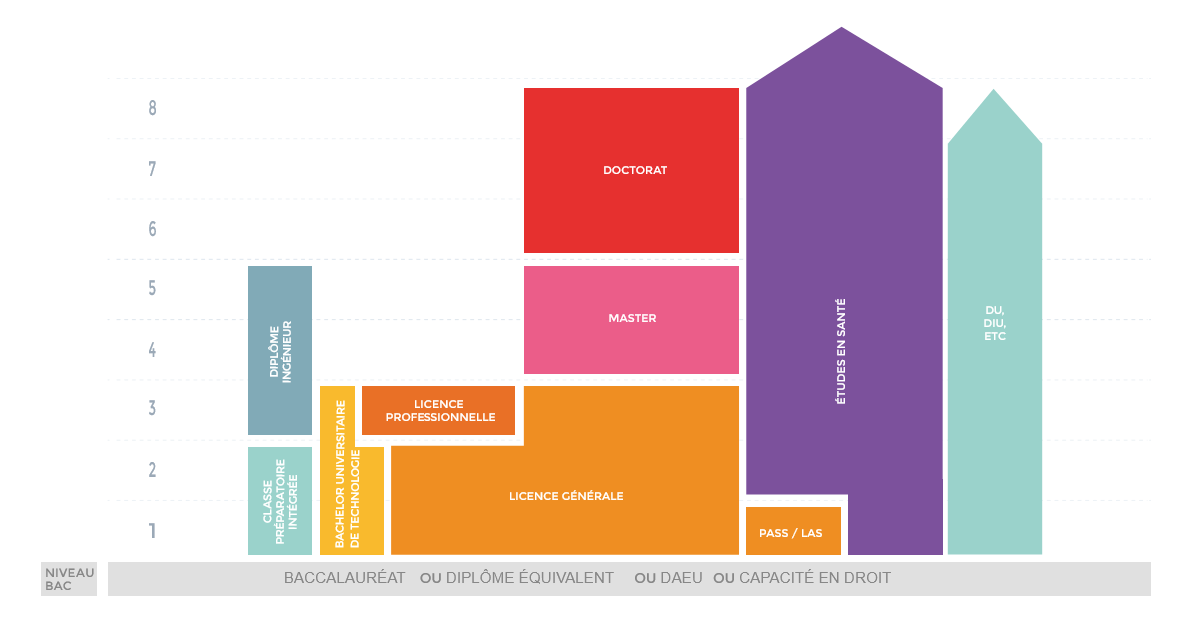 8
7
6
5
4
3
2
1
DOCTORAT
MASTER
DIPLÔME
INGÉNIEUR
CLASSE
PRÉPARATOIRE
INTÉGRÉE
BACHELOR UNIVERSITAIRE
DE TECHNOLOGIE
LICENCE
PROFESSIONNELLE
LICENCE GÉNÉRALE
ÉTUDES EN SANTÉ
PASS / LAS
DU,
DIU,
ETC
NIVEAU
BAC
BACCALAURÉAT OU DIPLÔME ÉQUIVALENT OU DAEU OU CAPACITÉ EN DROIT